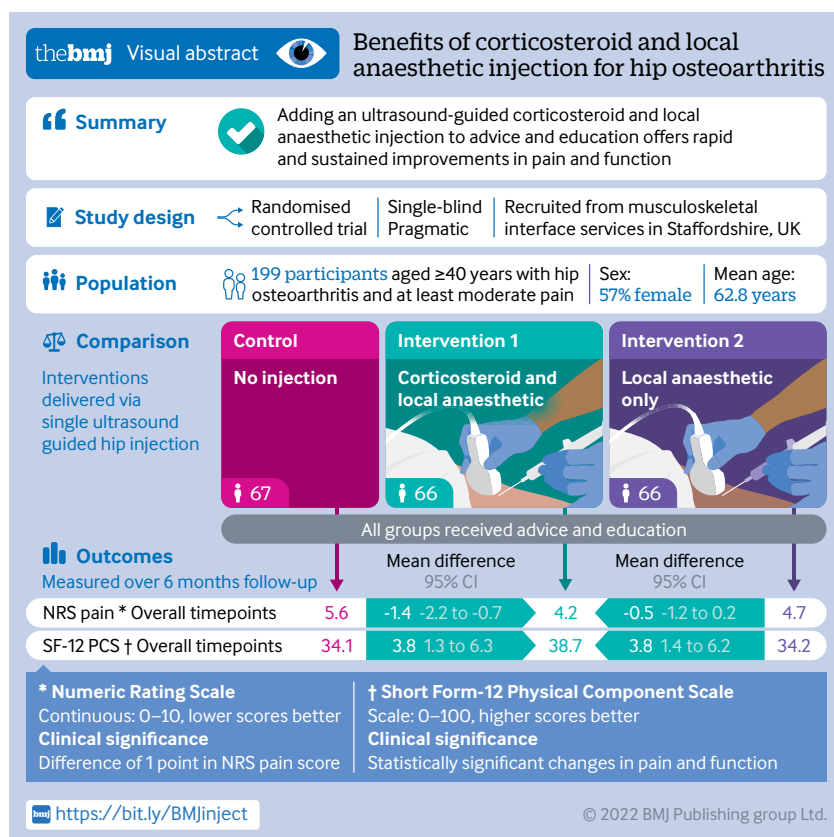 thebmj Visual abstract
Benefits of corticosteroid and local
anaesthetic injection for hip osteoarthritis
Summary
Adding an ultrasound-guided corticosteroid and local
anaesthetic injection to advice and education offers rapid
and sustained improvements in pain and function
Study design
Randomised
controlled trial
Single-blind
Pragmatic
Recruited from musculoskeletal
interface services in Staffordshire, UK
Population
199 participants aged ≥40 years with hip
osteoarthritis and at least moderate pain
Sex:
57% female
Mean age:
62.8 years
Comparison
Interventions
delivered via
single ultrasound
guided hip injection
Control
No injection
67
Intervention 1
Corticosteroid and
local anaesthetic
66
Intervention 2
Local anaesthetic
only
66
All groups received advice and education
Outcomes
Measured over 6 months follow-up
Mean difference
95% CI
Mean difference
95% CI
NRS pain * Overall timepoints 5.6 -1.4 -2.2 to -0.7 4.2 -0.5 -1.2 to 0.2 4.7
SF-12 PCS † Overall timepoints 34.1 3.8 1.3 to 6.3 38.7 3.8 1.4 to 6.2 34.2
* Numeric Rating Scale
Continuous: 0–10, lower scores better
Clinical significance
Difference of 1 point in NRS pain score
† Short Form-12 Physical Component Scale
Scale: 0–100, higher scores better
Clinical significance
Statistically significant changes in pain and function
bmj https://bit.ly/BMJinject
© 2022 BMJ Publishing group Ltd.